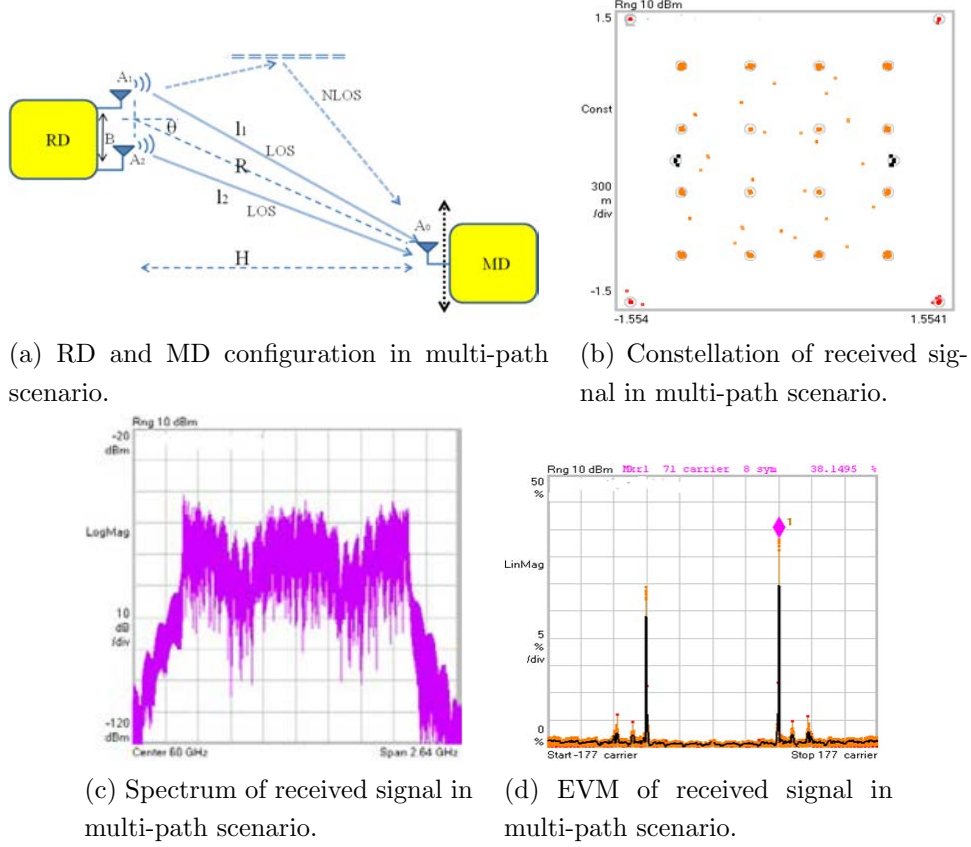 A₁
NLOS
RD
B
θ
l₁
LOS
A₂
R
l₂
LOS
A₀
H
MD
(a) RD and MD configuration in multi-path
scenario.
Rng 10 dBm
1.5
Const
300
m
/div
-1.5
-1.554
1.5541
(b) Constellation of received sig-
nal in multi-path scenario.
Rng 10 dBm
-20
dBm
LogMag
10
dB
/div
-120
dBm
Center 60 GHz
Span 2.64 GHz
(c) Spectrum of received signal in
multi-path scenario.
Rng 10 dBm
Mkr1 71 carrier 8 sym 38.1495 %
50
%
1
LinMag
5
%
/div
0
%
Start -177 carrier
Stop 177 carrier
(d) EVM of received signal in
multi-path scenario.